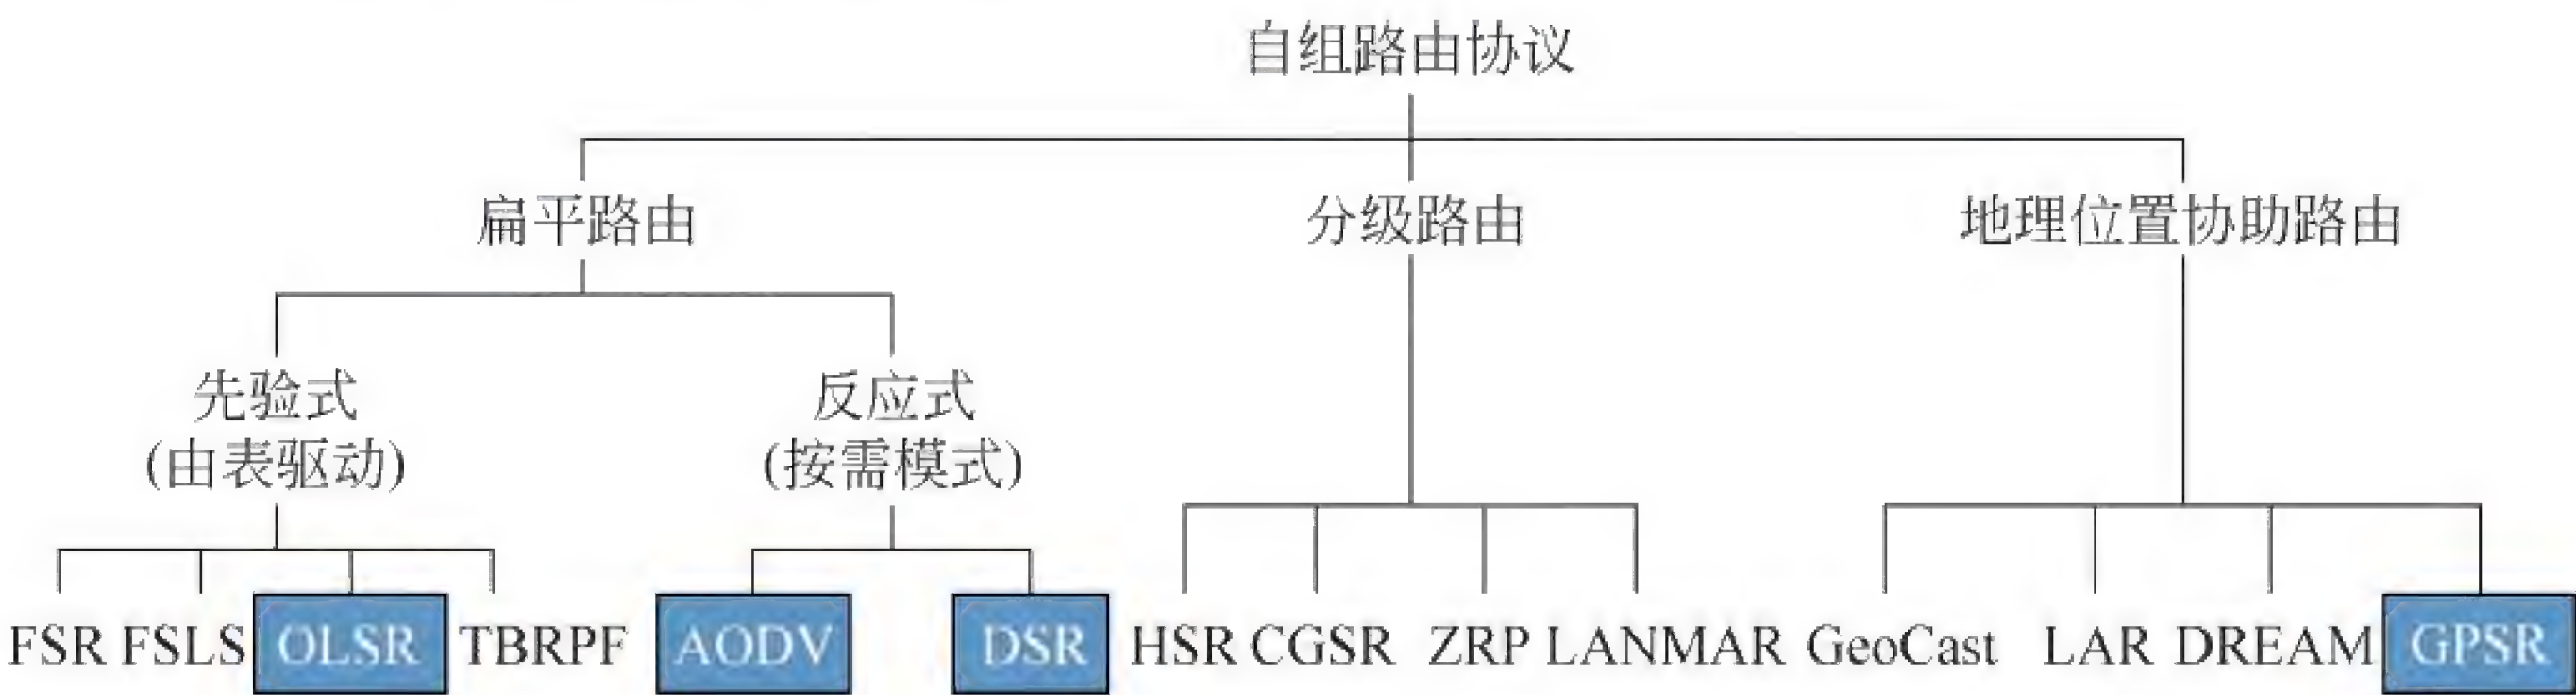 自组路由协议
扁平路由
分级路由
地理位置协助路由
先验式
(由表驱动)
反应式
(按需模式)
FSR FSLS OLSR TBRPF AODV DSR HSR CGSR ZRP LANMAR GeoCast LAR DREAM GPSR